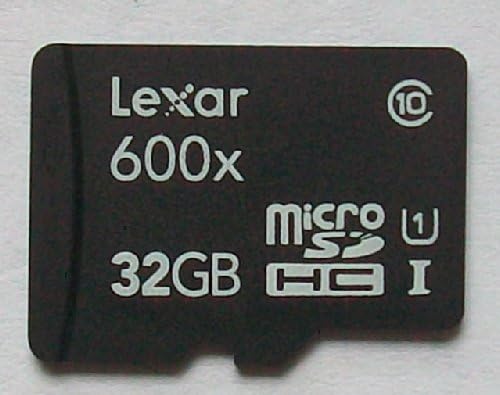 Lexar 10
600x
micro
SD 1
32GB HC I